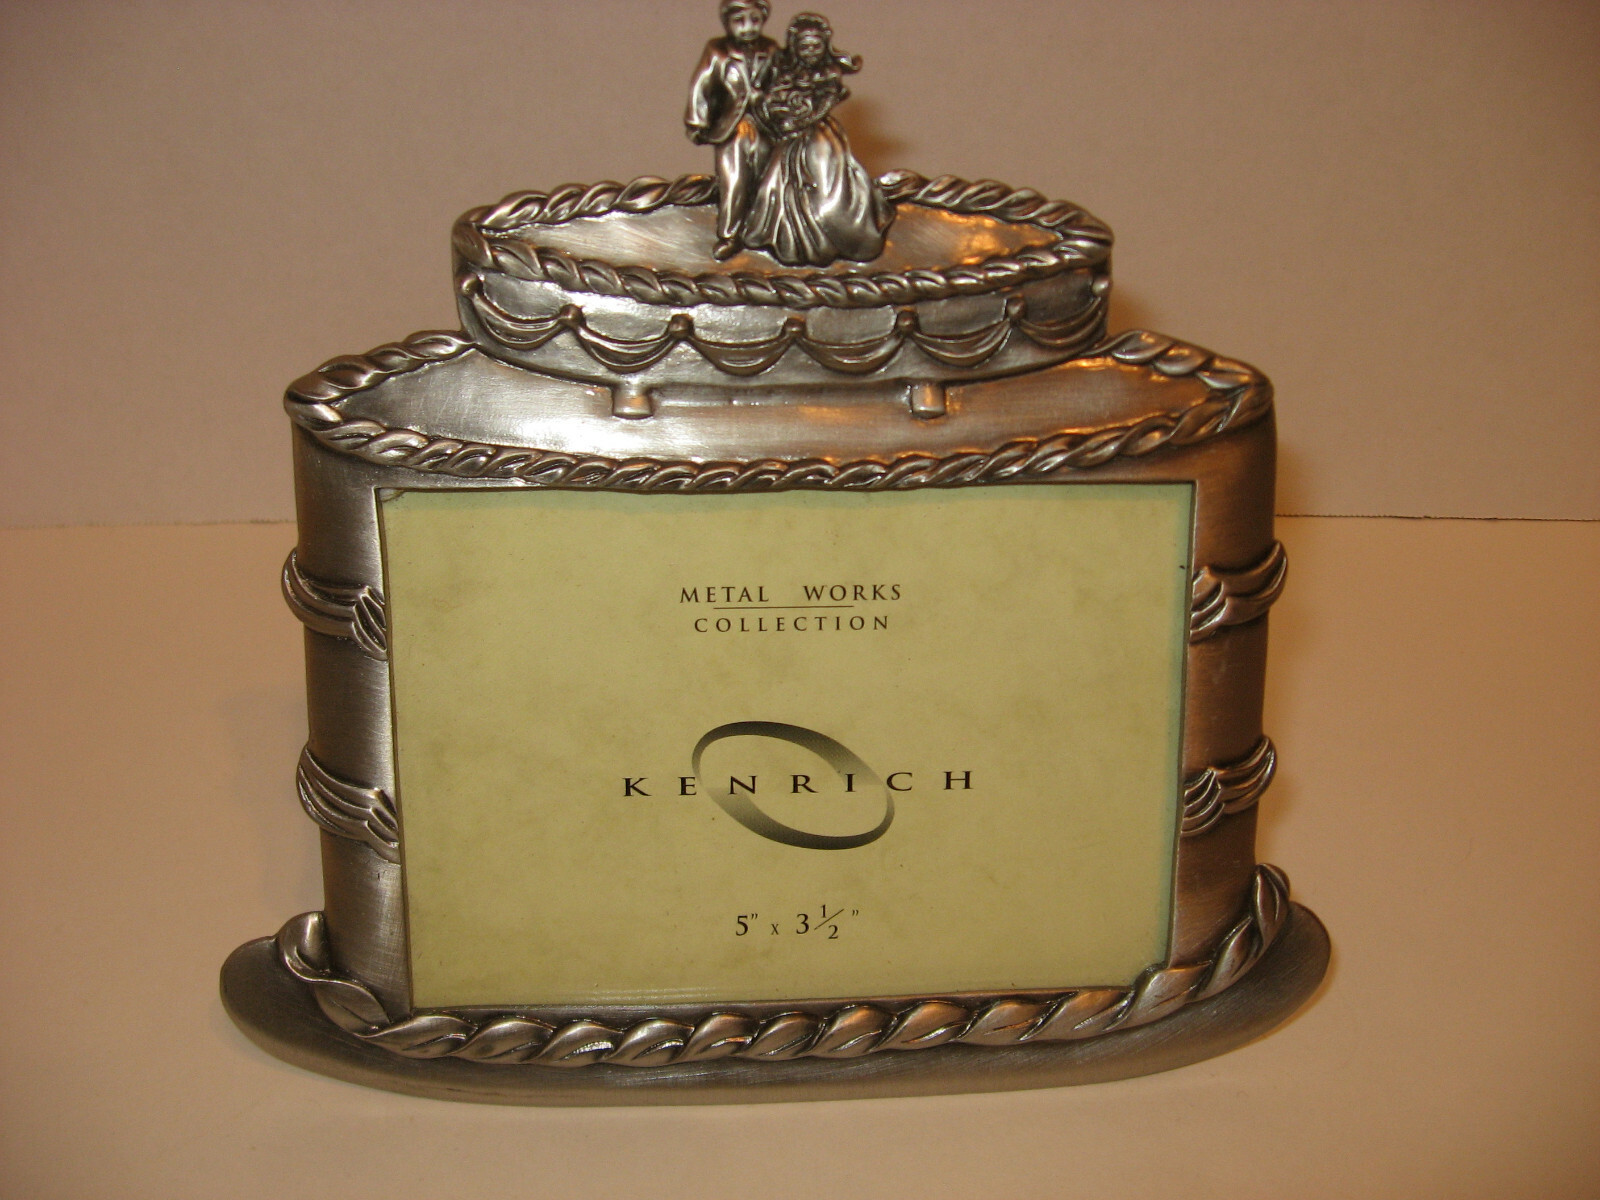 METAL WORKS
COLLECTION
KENRICH
5" x 3 1/2"